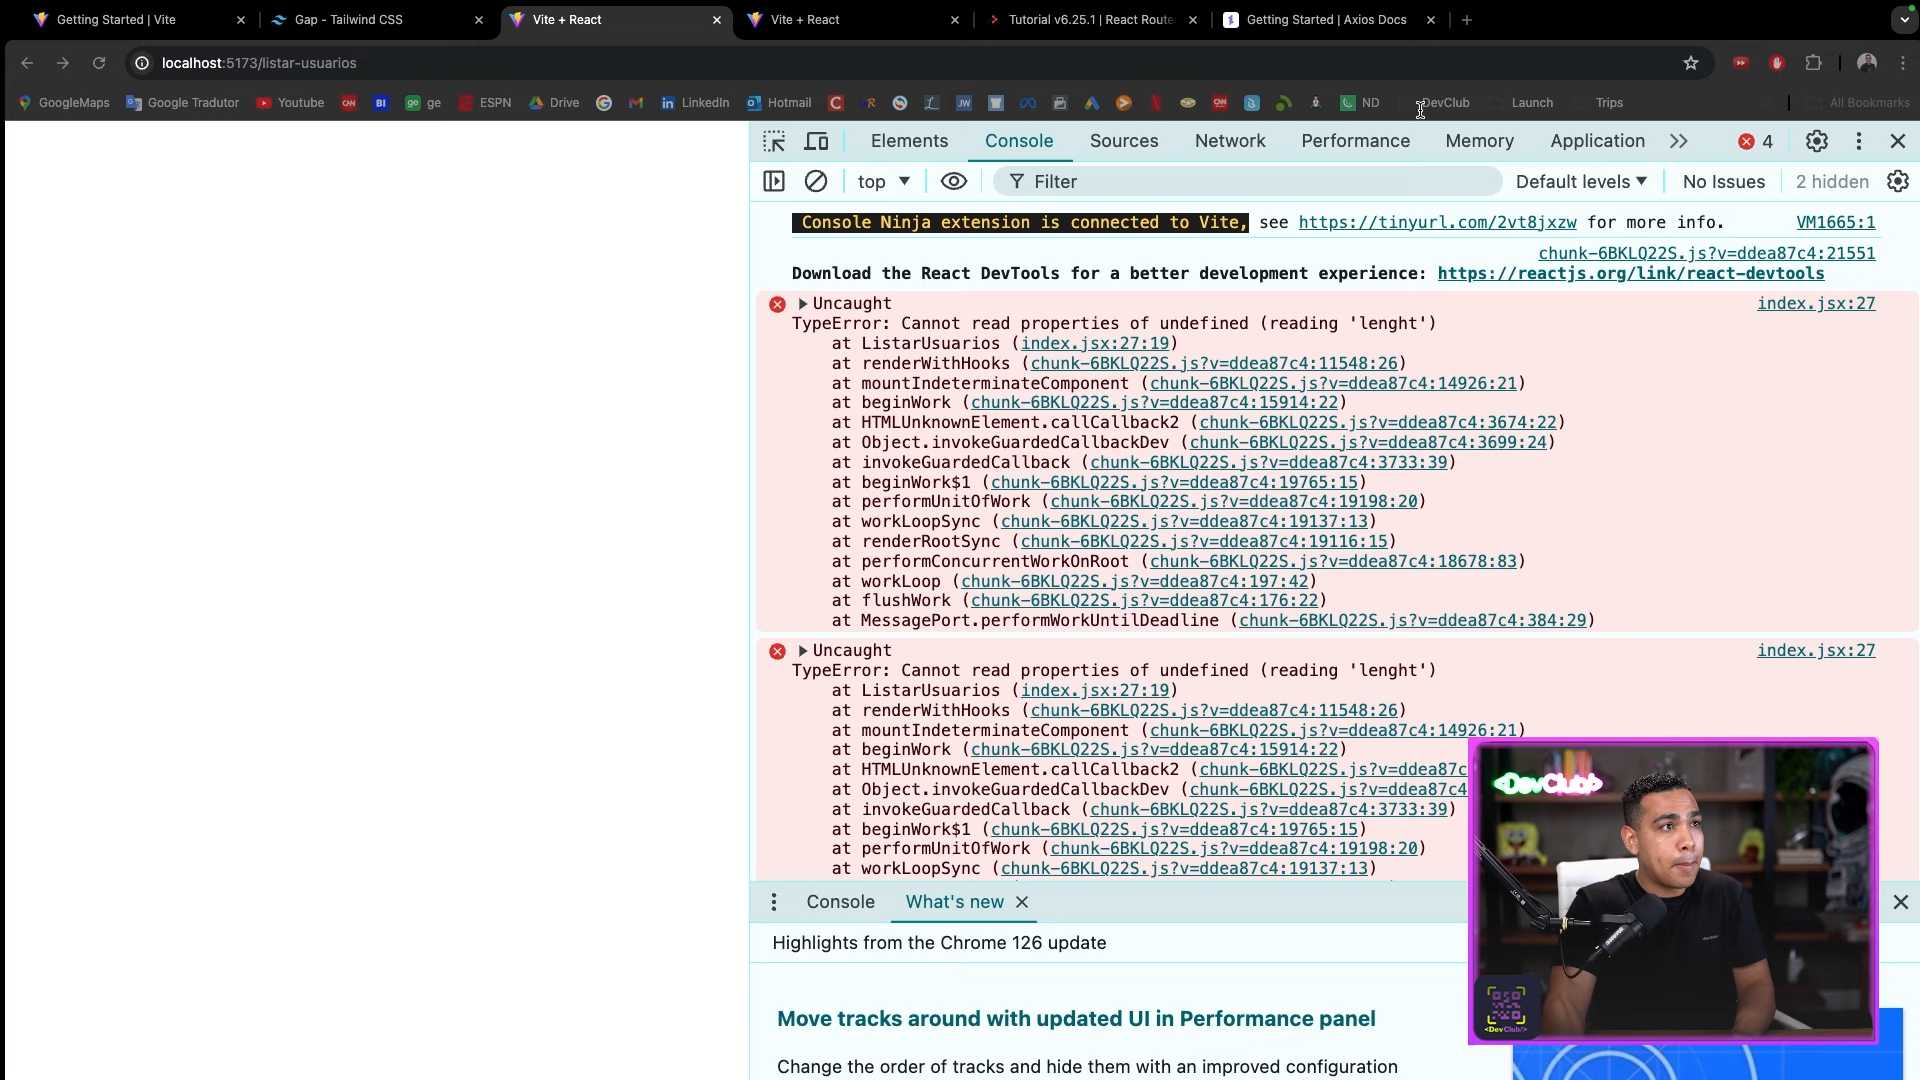 Getting Started | Vite
Gap - Tailwind CSS
Vite + React
Vite + React
Tutorial v6.25.1 | React Route
Getting Started | Axios Docs
localhost:5173/listar-usuarios
GoogleMaps
Google Tradutor
Youtube
CNN
BI
ge ge
ESPN
Drive
LinkedIn
Hotmail
JW
CNN
ND
DevClub
Launch
Trips
All Bookmarks
Elements
Console
Sources
Network
Performance
Memory
Application
4
top
Filter
Default levels
No Issues
2 hidden
Console Ninja extension is connected to Vite, see https://tinyurl.com/2vt8jxzw for more info. VM1665:1
chunk-6BKLQ22S.js?v=ddea87c4:21551
Download the React DevTools for a better development experience: https://reactjs.org/link/react-devtools
Uncaught index.jsx:27
TypeError: Cannot read properties of undefined (reading 'lenght')
at ListarUsuarios (index.jsx:27:19)
at renderWithHooks (chunk-6BKLQ22S.js?v=ddea87c4:11548:26)
at mountIndeterminateComponent (chunk-6BKLQ22S.js?v=ddea87c4:14926:21)
at beginWork (chunk-6BKLQ22S.js?v=ddea87c4:15914:22)
at HTMLUnknownElement.callCallback2 (chunk-6BKLQ22S.js?v=ddea87c4:3674:22)
at Object.invokeGuardedCallbackDev (chunk-6BKLQ22S.js?v=ddea87c4:3699:24)
at invokeGuardedCallback (chunk-6BKLQ22S.js?v=ddea87c4:3733:39)
at beginWork$1 (chunk-6BKLQ22S.js?v=ddea87c4:19765:15)
at performUnitOfWork (chunk-6BKLQ22S.js?v=ddea87c4:19198:20)
at workLoopSync (chunk-6BKLQ22S.js?v=ddea87c4:19137:13)
at renderRootSync (chunk-6BKLQ22S.js?v=ddea87c4:19116:15)
at performConcurrentWorkOnRoot (chunk-6BKLQ22S.js?v=ddea87c4:18678:83)
at workLoop (chunk-6BKLQ22S.js?v=ddea87c4:197:42)
at flushWork (chunk-6BKLQ22S.js?v=ddea87c4:176:22)
at MessagePort.performWorkUntilDeadline (chunk-6BKLQ22S.js?v=ddea87c4:384:29)
Uncaught index.jsx:27
TypeError: Cannot read properties of undefined (reading 'lenght')
at ListarUsuarios (index.jsx:27:19)
at renderWithHooks (chunk-6BKLQ22S.js?v=ddea87c4:11548:26)
at mountIndeterminateComponent (chunk-6BKLQ22S.js?v=ddea87c4:14926:21)
at beginWork (chunk-6BKLQ22S.js?v=ddea87c4:15914:22)
at HTMLUnknownElement.callCallback2 (chunk-6BKLQ22S.js?v=ddea87c
at Object.invokeGuardedCallbackDev (chunk-6BKLQ22S.js?v=ddea87c4
at invokeGuardedCallback (chunk-6BKLQ22S.js?v=ddea87c4:3733:39)
at beginWork$1 (chunk-6BKLQ22S.js?v=ddea87c4:19765:15)
at performUnitOfWork (chunk-6BKLQ22S.js?v=ddea87c4:19198:20)
at workLoopSync (chunk-6BKLQ22S.js?v=ddea87c4:19137:13)
<DevClub/>
<DevClub/>
Console
What's new
Highlights from the Chrome 126 update
Move tracks around with updated UI in Performance panel
Change the order of tracks and hide them with an improved configuration